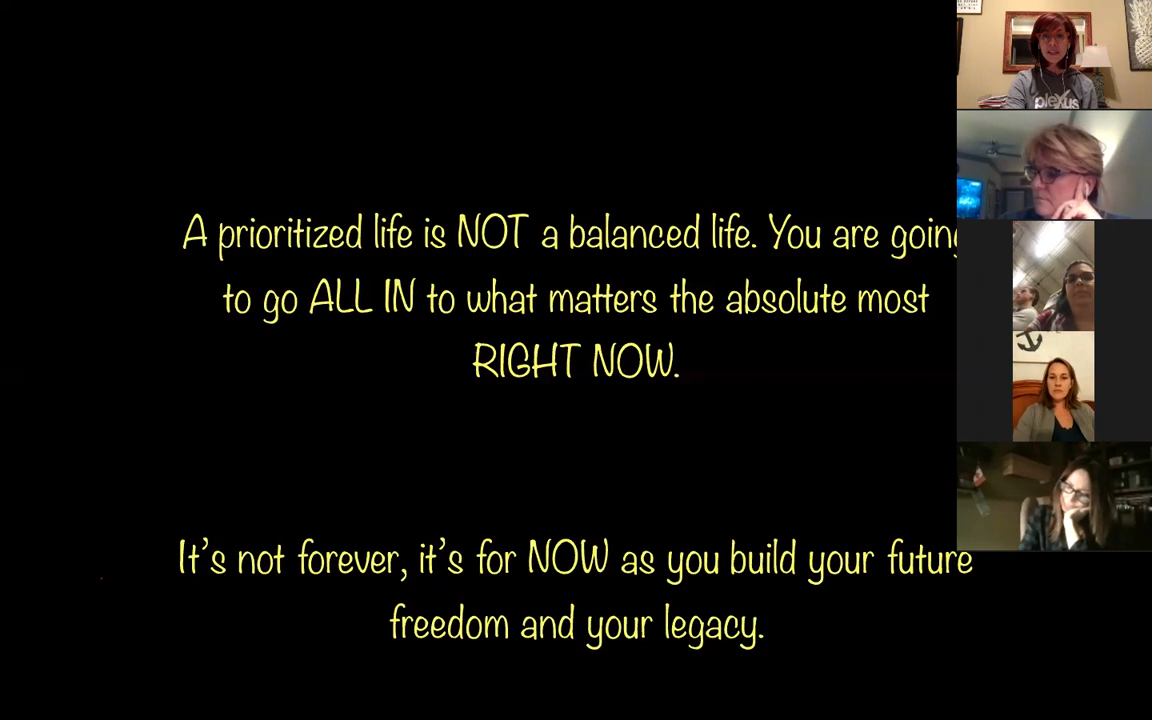 A prioritized life is NOT a balanced life. You are going
to go ALL IN to what matters the absolute most
RIGHT NOW.
It's not forever, it's for NOW as you build your future
freedom and your legacy.
plexus